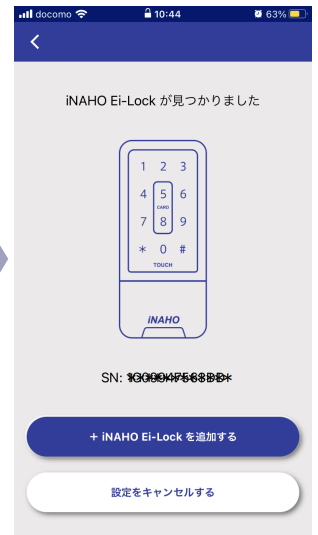 docomo 10:44 63%
iNAHO Ei-Lock が見つかりました
1 2 3
4 5 6
CARD
7 8 9
* 0 #
TOUCH
iNAHO
SN:
+ iNAHO Ei-Lock を追加する
設定をキャンセルする